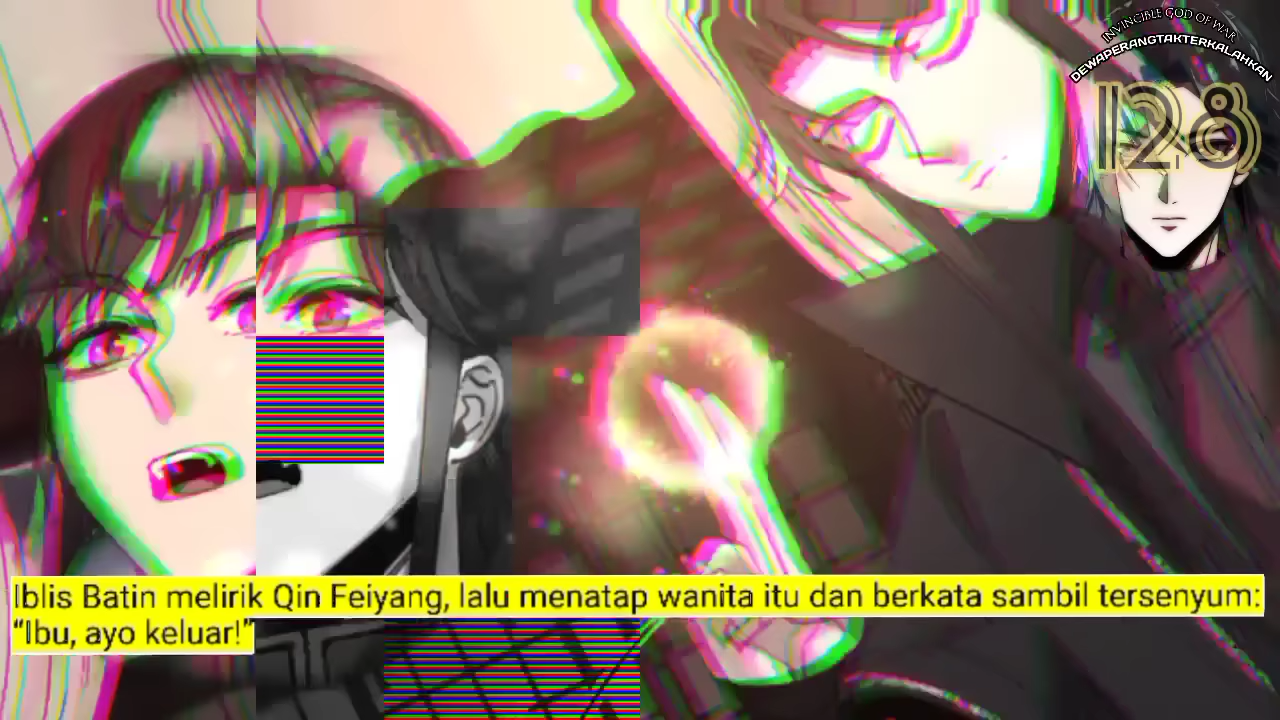 INVINCIBLE GOD OF WAR
DEWAPERANGTAKTERKALAHKAN
128
Iblis Batin melirik Qin Feiyang, lalu menatap wanita itu dan berkata sambil tersenyum:
“Ibu, ayo keluar!”